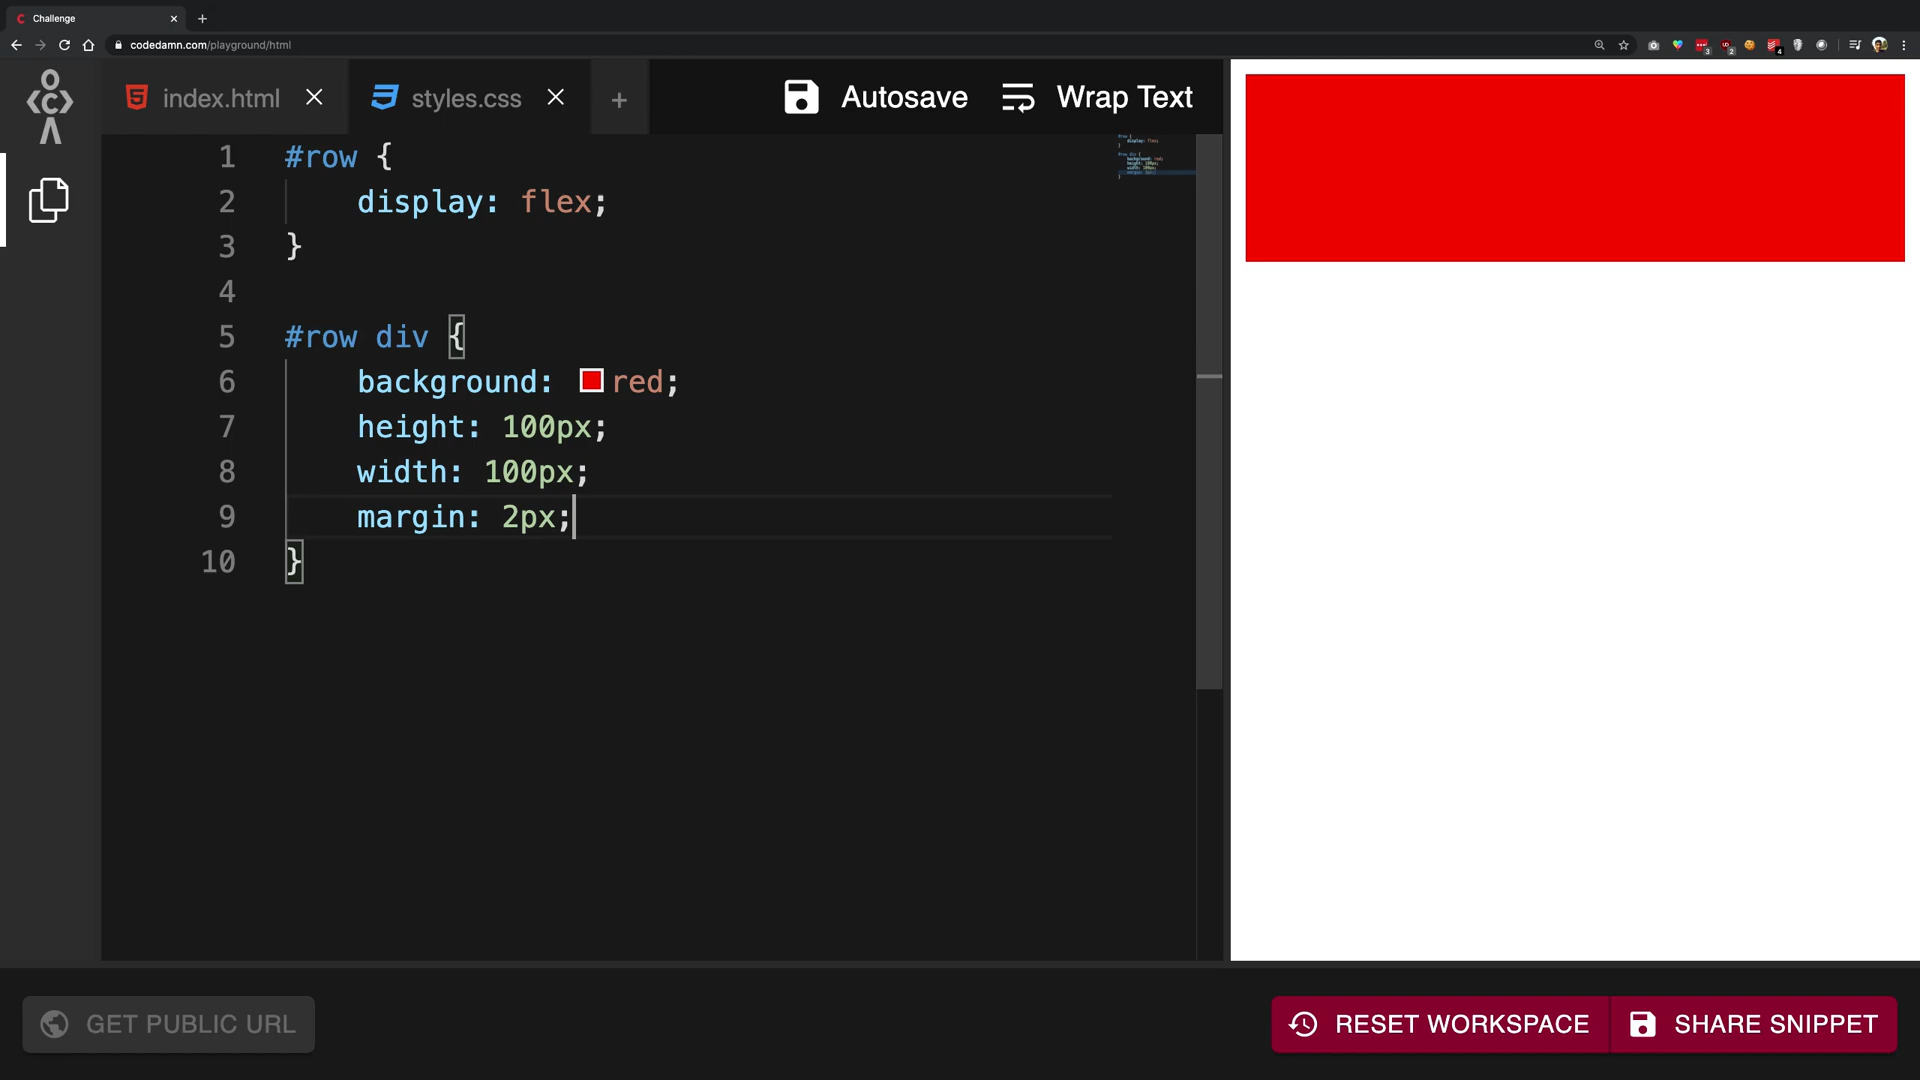 Challenge
codedamn.com/playground/html
index.html
styles.css
Autosave
Wrap Text
1 #row {
2 display: flex;
3 }
4
5 #row div {
6 background: red;
7 height: 100px;
8 width: 100px;
9 margin: 2px;
10 }
GET PUBLIC URL
RESET WORKSPACE
SHARE SNIPPET